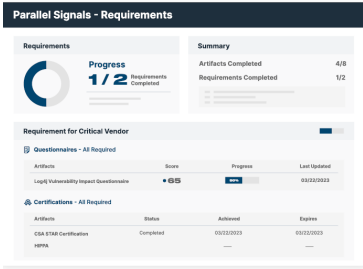 Parallel Signals - Requirements
Requirements
Progress
1 / 2 Requirements Completed
Summary
Artifacts Completed 4/8
Requirements Completed 1/2
Requirement for Critical Vendor
Questionnaires - All Required
Artifacts Score Progress Last Updated
Log4j Vulnerability Impact Questionnaire 65 03/22/2023
Certifications - All Required
Artifacts Status Achieved Expires
CSA STAR Certification Completed 03/22/2023 03/22/2023
HIPPA